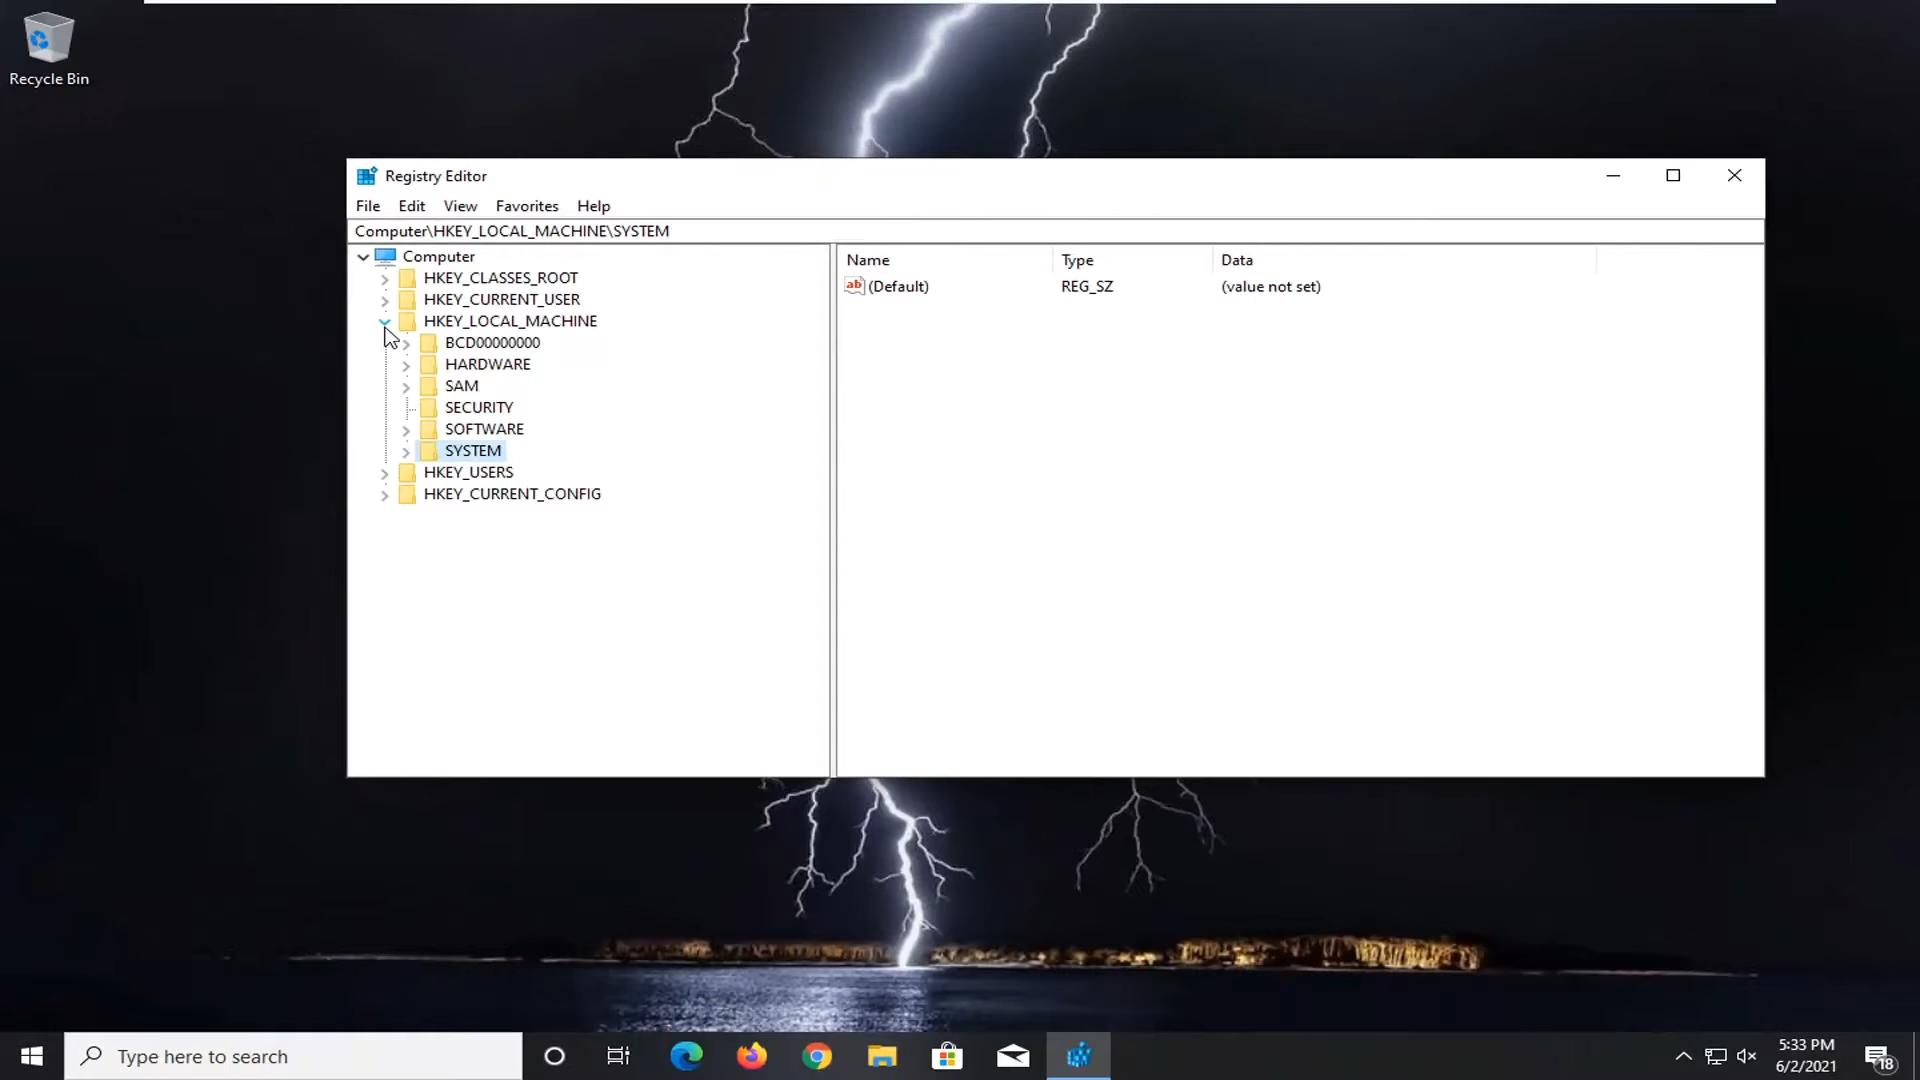 Recycle Bin
Registry Editor
File Edit View Favorites Help
Computer\HKEY_LOCAL_MACHINE\SYSTEM
Computer
HKEY_CLASSES_ROOT
HKEY_CURRENT_USER
HKEY_LOCAL_MACHINE
BCD00000000
HARDWARE
SAM
SECURITY
SOFTWARE
SYSTEM
HKEY_USERS
HKEY_CURRENT_CONFIG
Name Type Data
ab (Default) REG_SZ (value not set)
Type here to search
5:33 PM
6/2/2021
18